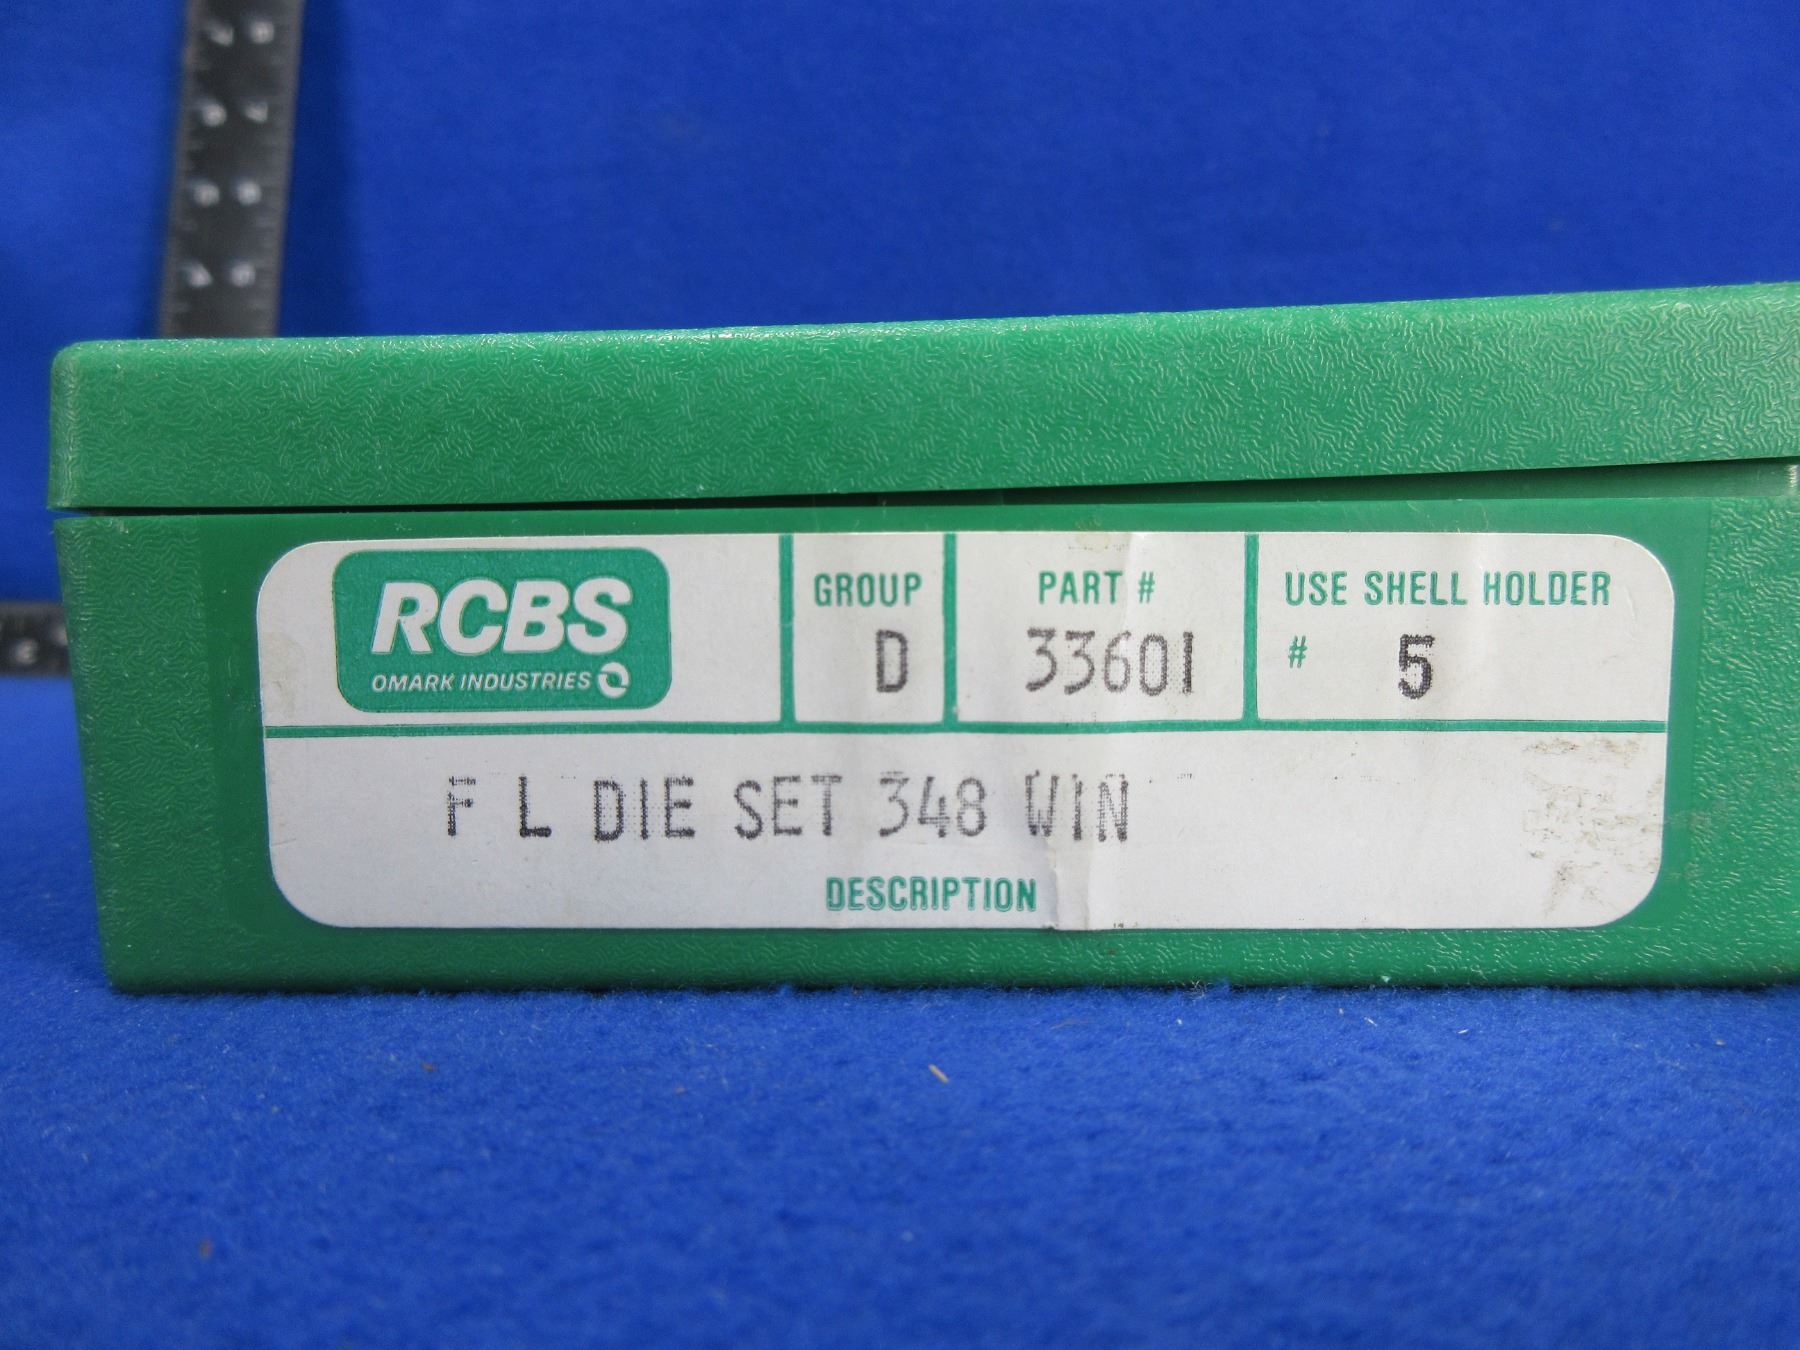 RCBS
OMARK INDUSTRIES
GROUP
D
PART #
33601
USE SHELL HOLDER
# 5
F L DIE SET 348 WIN
DESCRIPTION